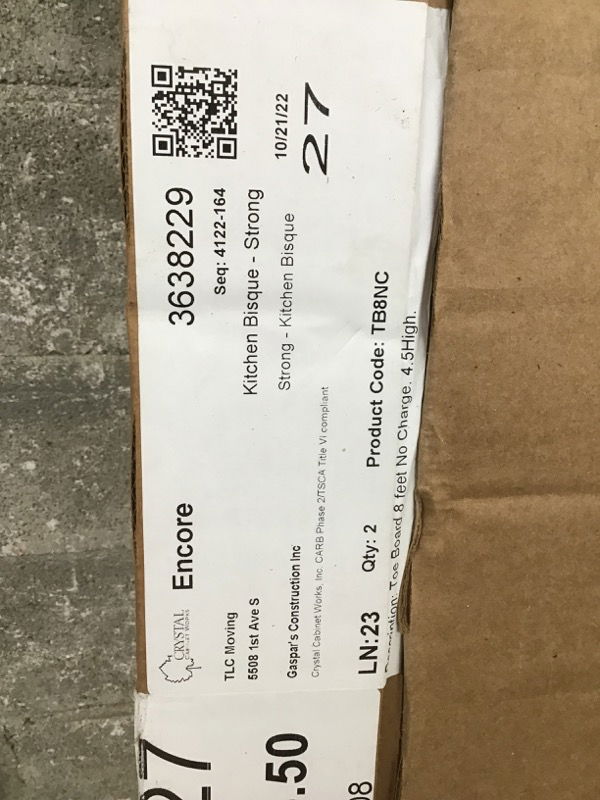 CRYSTAL
CABINET WORKS
Encore
3638229
Seq: 4122-164
TLC Moving
5508 1st Ave S
Kitchen Bisque - Strong
Gaspar's Construction Inc
Strong - Kitchen Bisque
10/21/22
Crystal Cabinet Works, Inc. CARB Phase 2/TSCA Title VI compliant
27
LN:23 Qty: 2 Product Code: TB8NC
Description: Toe Board 8 feet No Charge. 4.5High.
27
.50
08